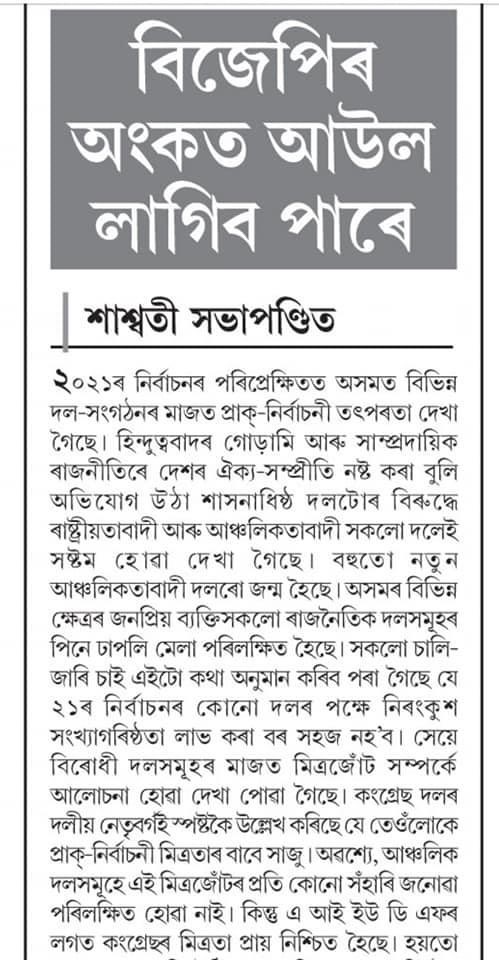 বিজেপিৰ
অংকত আউল
লাগিব পাৰে
শাশ্বতী সভাপণ্ডিত
২০২১ৰ নিৰ্বাচনৰ পৰিপ্ৰেক্ষিতত অসমত বিভিন্ন
দল-সংগঠনৰ মাজত প্ৰাক্-নিৰ্বাচনী তৎপৰতা দেখা
গৈছে। হিন্দুত্ববাদৰ গোড়ামি আৰু সাম্প্ৰদায়িক
ৰাজনীতিৰে দেশৰ ঐক্য-সম্প্ৰীতি নষ্ট কৰা বুলি
অভিযোগ উঠা শাসনাধিষ্ঠ দলটোৰ বিৰুদ্ধে
ৰাষ্ট্ৰীয়তাবাদী আৰু আঞ্চলিকতাবাদী সকলো দলেই
সষ্টম হোৱা দেখা গৈছে। বহুতো নতুন
আঞ্চলিকতাবাদী দলৰো জন্ম হৈছে। অসমৰ বিভিন্ন
ক্ষেত্ৰৰ জনপ্ৰিয় ব্যক্তিসকলো ৰাজনৈতিক দলসমূহৰ
পিনে ঢাপলি মেলা পৰিলক্ষিত হৈছে। সকলো চালি-
জাৰি চাই এইটো কথা অনুমান কৰিব পৰা গৈছে যে
২১ৰ নিৰ্বাচনৰ কোনো দলৰ পক্ষে নিৰংকুশ
সংখ্যাগৰিষ্ঠতা লাভ কৰা বৰ সহজ নহ'ব। সেয়ে
বিৰোধী দলসমূহৰ মাজত মিত্ৰজোঁট সম্পৰ্কে
আলোচনা হোৱা দেখা পোৱা গৈছে। কংগ্ৰেছ দলৰ
দলীয় নেতৃবৰ্গই স্পষ্টকৈ উল্লেখ কৰিছে যে তেওঁলোকে
প্ৰাক্-নিৰ্বাচনী মিত্ৰতাৰ বাবে সাজু। অৱশ্যে, আঞ্চলিক
দলসমূহে এই মিত্ৰজোঁটৰ প্ৰতি কোনো সঁহাৰি জনোৱা
পৰিলক্ষিত হোৱা নাই। কিন্তু এ আই ইউ ডি এফৰ
লগত কংগ্ৰেছৰ মিত্ৰতা প্ৰায় নিশ্চিত হৈছে। হয়তো